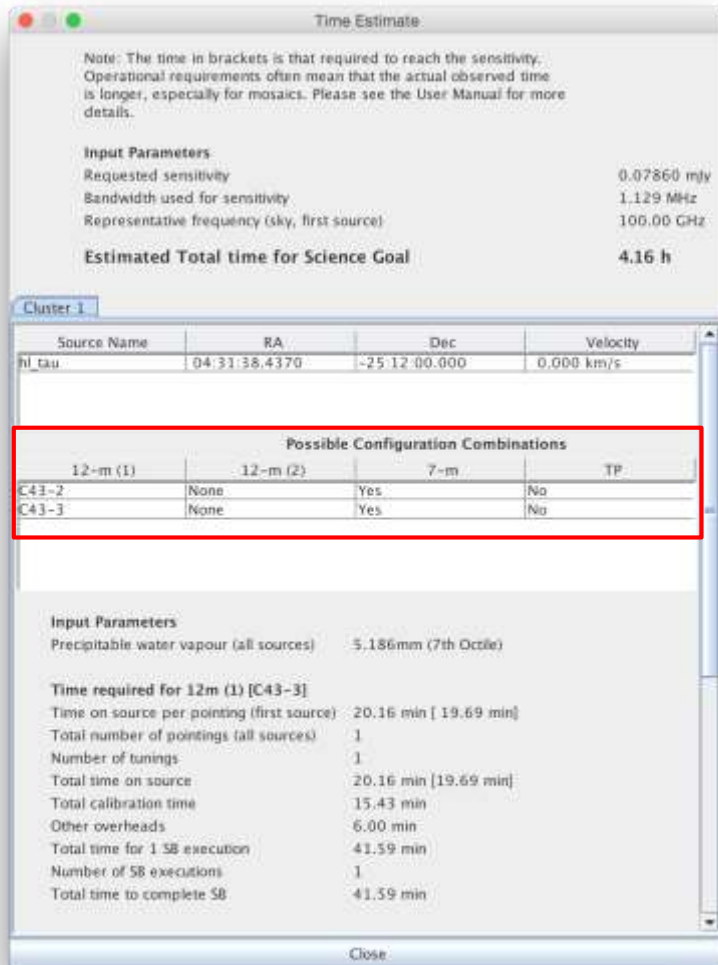 Time Estimate
Note: The time in brackets is that required to reach the sensitivity.
Operational requirements often mean that the actual observed time
is longer, especially for mosaics. Please see the User Manual for more
details.
Input Parameters
Requested sensitivity 0.07860 mJy
Bandwidth used for sensitivity 1.129 MHz
Representative frequency (sky, first source) 100.00 GHz
Estimated Total time for Science Goal 4.16 h
Cluster 1
Source Name RA Dec Velocity
hl_tau 04:31:38.4370 -25:12:00.000 0.000 km/s
Possible Configuration Combinations
12-m (1) 12-m (2) 7-m TP
C43-2 None Yes No
C43-3 None Yes No
Input Parameters
Precipitable water vapour (all sources) 5.186mm (7th Octile)
Time required for 12m (1) [C43-3]
Time on source per pointing (first source) 20.16 min [ 19.69 min]
Total number of pointings (all sources) 1
Number of tunings 1
Total time on source 20.16 min [19.69 min]
Total calibration time 15.43 min
Other overheads 6.00 min
Total time for 1 SB execution 41.59 min
Number of SB executions 1
Total time to complete SB 41.59 min
Close